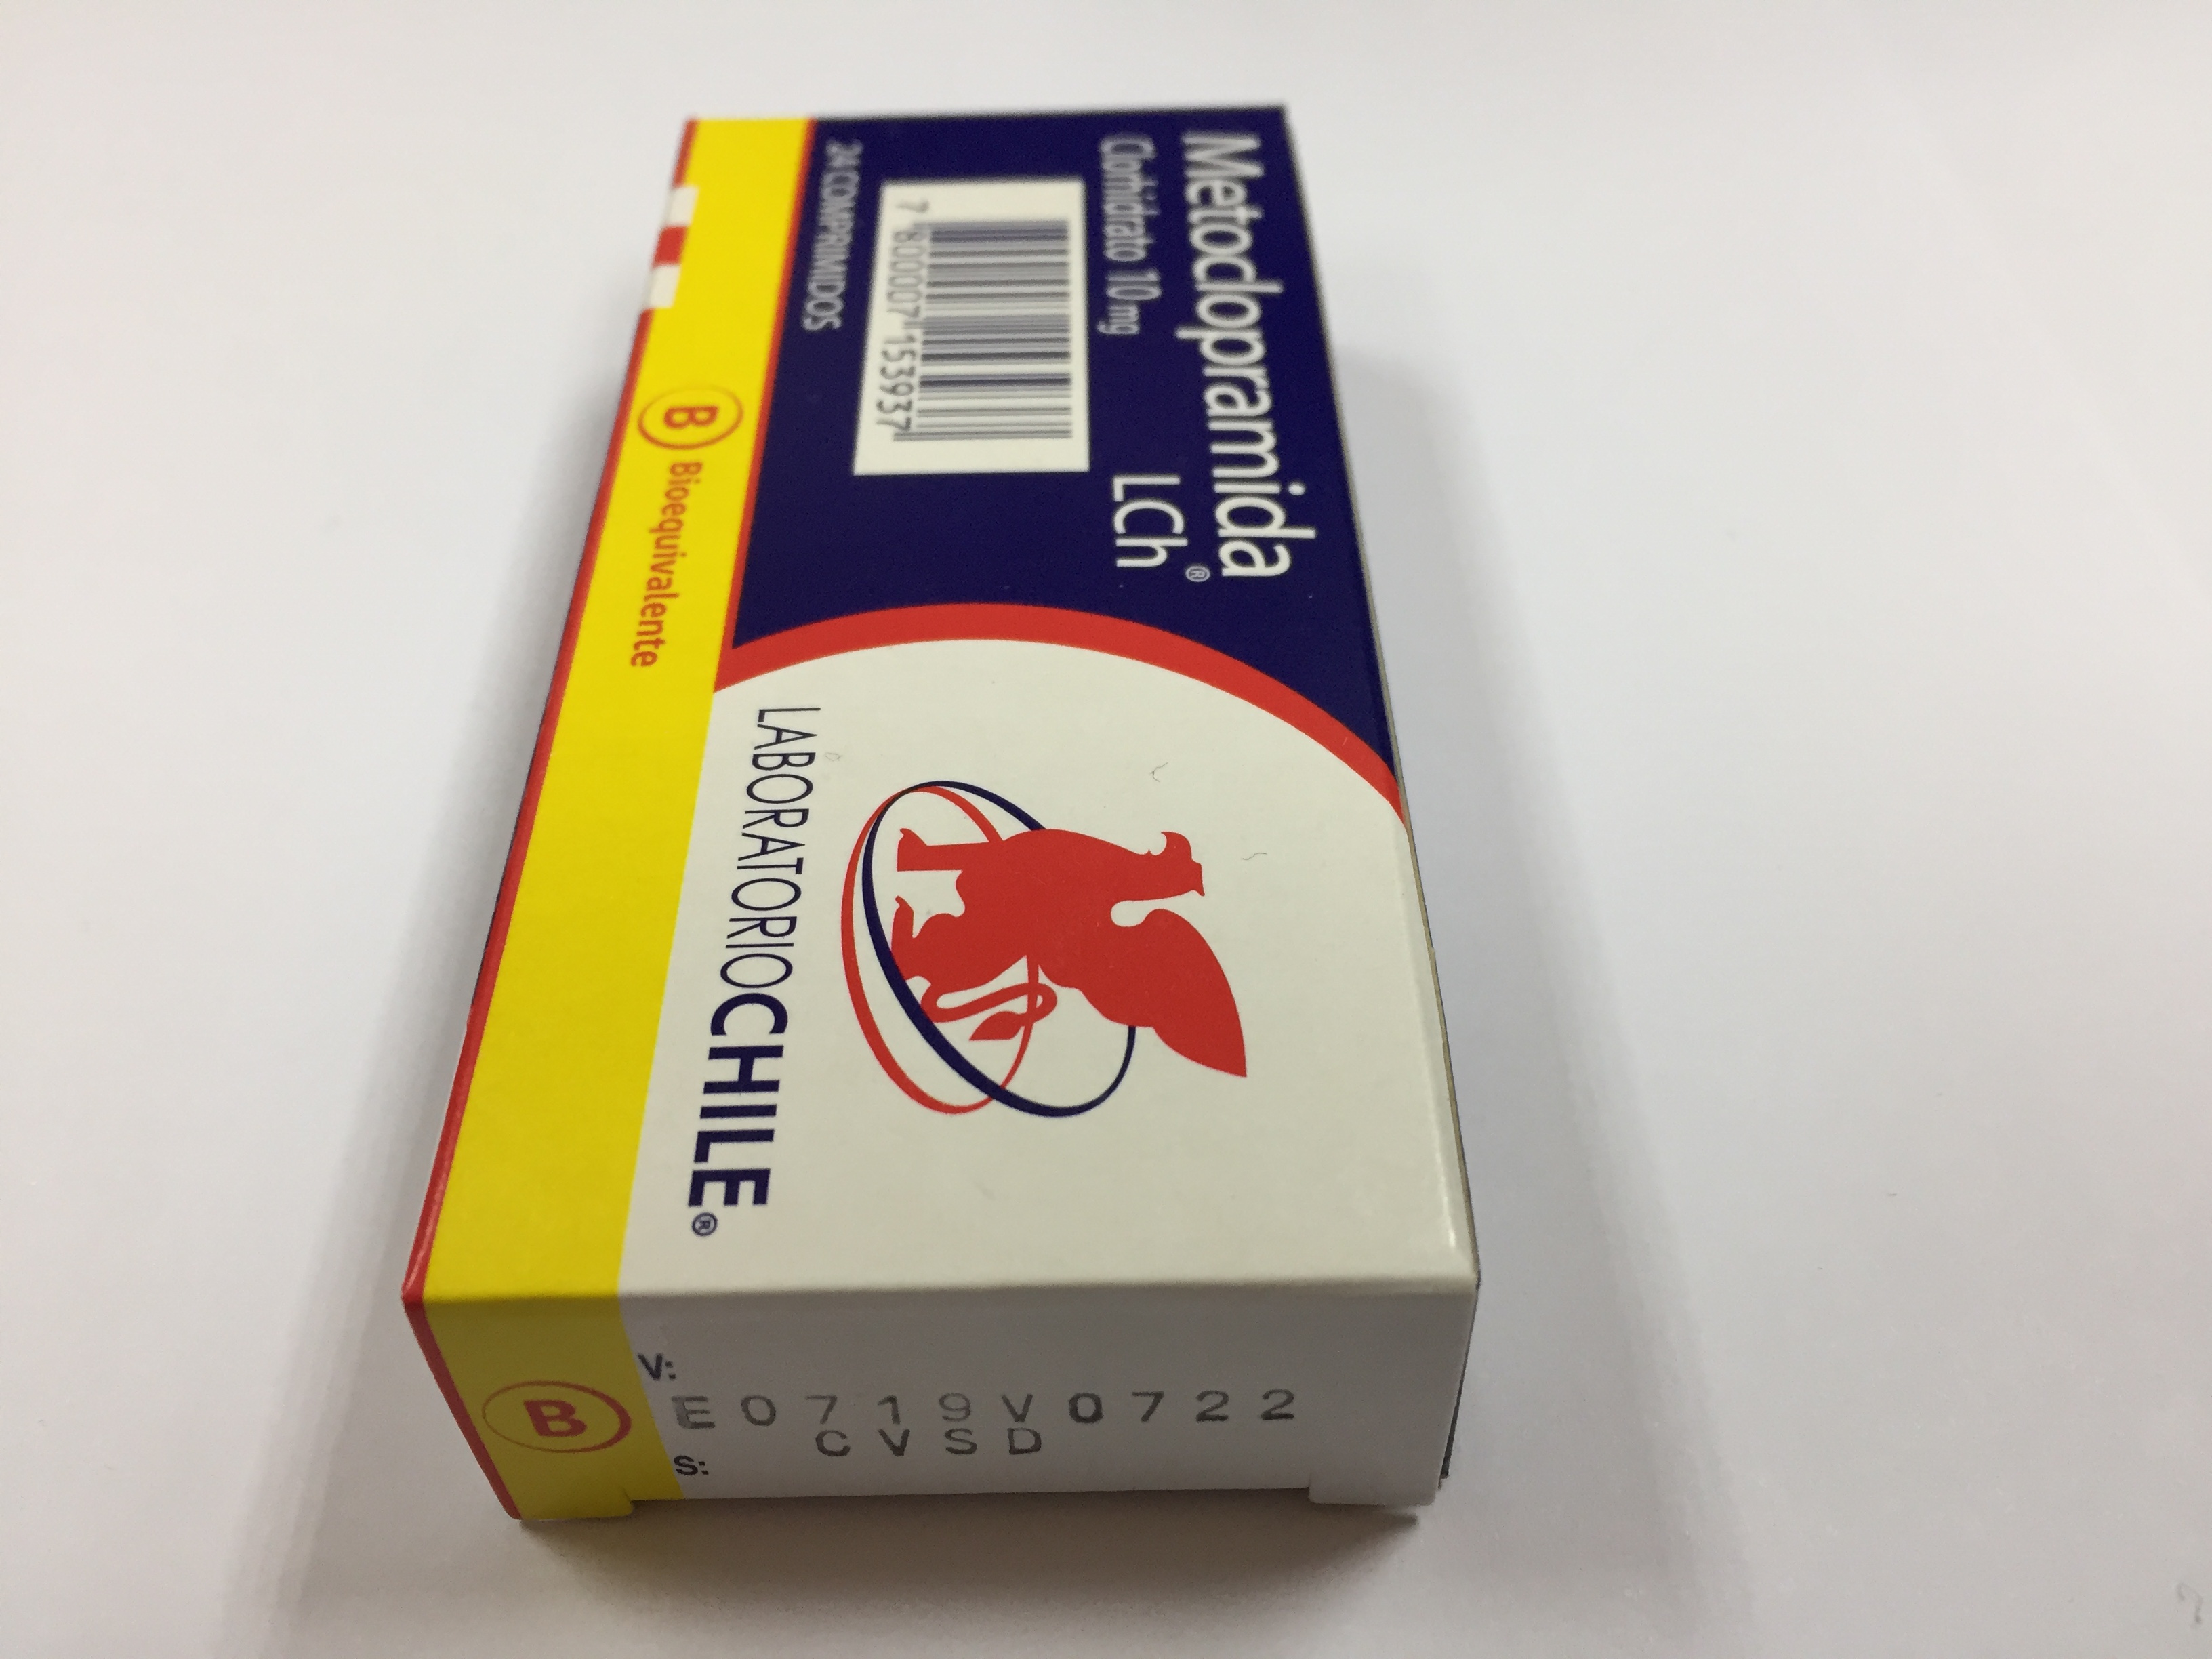 Metoclopramida
LCh®
Clorhidrato 10 mg
7 800007 153937
24 COMPRIMIDOS
B Bioequivalente
LABORATORIOCHILE®
B
V:
E0719V0722
CVSD
S: